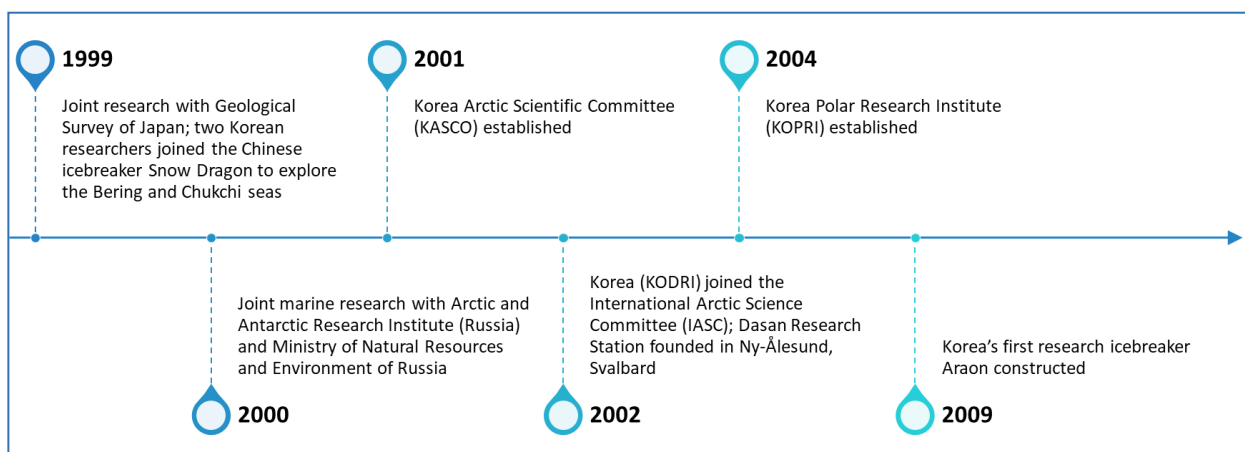 1999
Joint research with Geological
Survey of Japan; two Korean
researchers joined the Chinese
icebreaker Snow Dragon to explore
the Bering and Chukchi seas
2000
Joint marine research with Arctic and
Antarctic Research Institute (Russia)
and Ministry of Natural Resources
and Environment of Russia
2001
Korea Arctic Scientific Committee
(KASCO) established
2002
Korea (KODRI) joined the
International Arctic Science
Committee (IASC); Dasan Research
Station founded in Ny-Ålesund,
Svalbard
2004
Korea Polar Research Institute
(KOPRI) established
2009
Korea’s first research icebreaker
Araon constructed